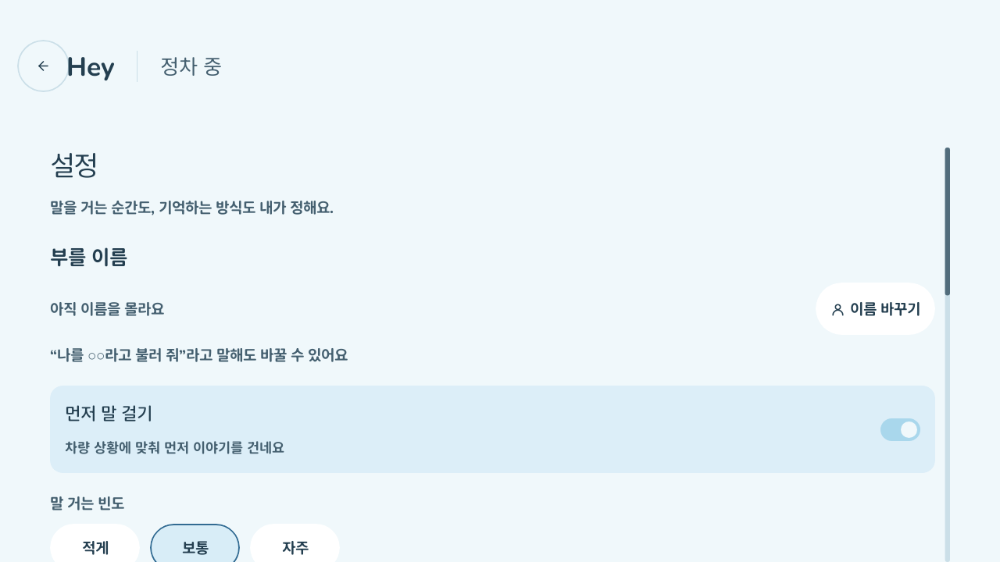 Hey
정차 중
설정
말을 거는 순간도, 기억하는 방식도 내가 정해요.
부를 이름
아직 이름을 몰라요
이름 바꾸기
“나를 ○○라고 불러 줘”라고 말해도 바꿀 수 있어요
먼저 말 걸기
차량 상황에 맞춰 먼저 이야기를 건네요
말 거는 빈도
적게
보통
자주